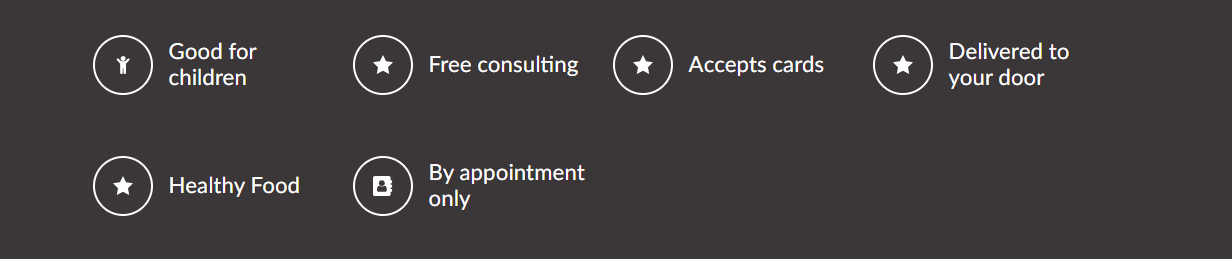 Good for
children
Free consulting
Accepts cards
Delivered to
your door
Healthy Food
By appointment
only